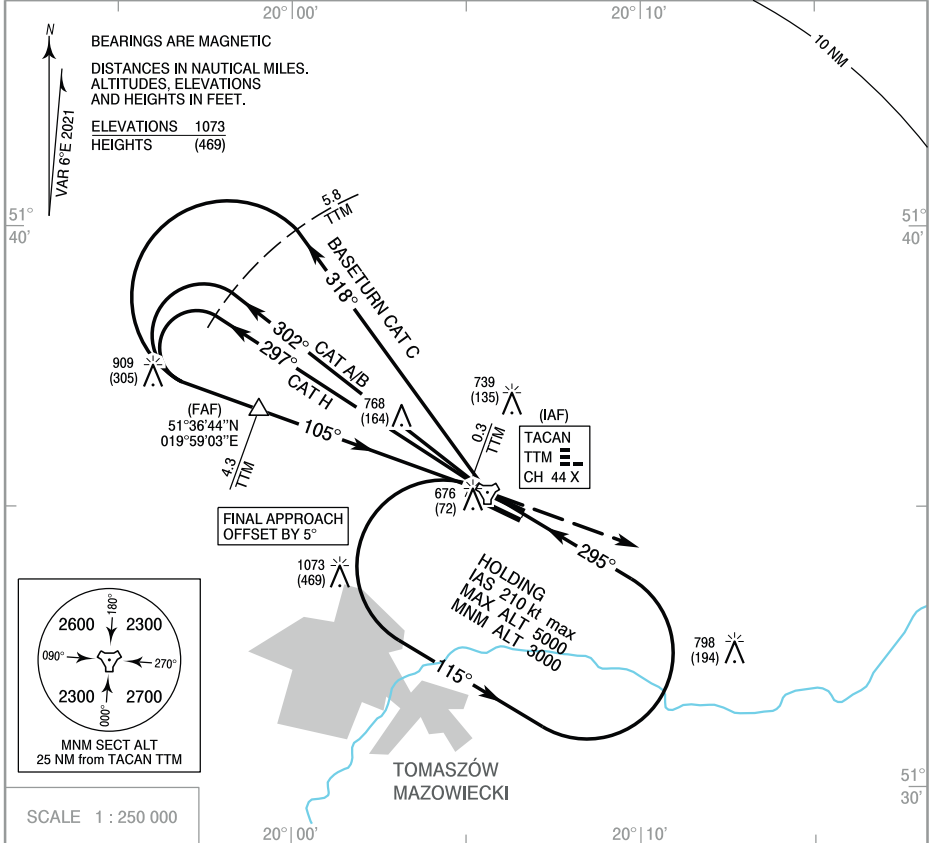 20° 00'
20° 10'
10 NM
N
VAR 6°E 2021
BEARINGS ARE MAGNETIC
DISTANCES IN NAUTICAL MILES.
ALTITUDES, ELEVATIONS
AND HEIGHTS IN FEET.
ELEVATIONS 1073
HEIGHTS (469)
51°
40'
51°
40'
5.8
TTM
BASETURN CAT C
318°
302° CAT A/B
297°
CAT H
909
(305)
(FAF)
51°36'44"N
019°59'03"E
4.3
TTM
105°
768
(164)
739
(135)
0.3
TTM
(IAF)
TACAN
TTM
CH 44 X
676
(72)
FINAL APPROACH
OFFSET BY 5°
1073
(469)
295°
HOLDING
IAS 210 kt max
MAX ALT 5000
MNM ALT 3000
798
(194)
115°
2600
180°
2300
090°
270°
2300
000°
2700
MNM SECT ALT
25 NM from TACAN TTM
TOMASZÓW
MAZOWIECKI
51°
30'
SCALE 1 : 250 000
20° 00'
20° 10'